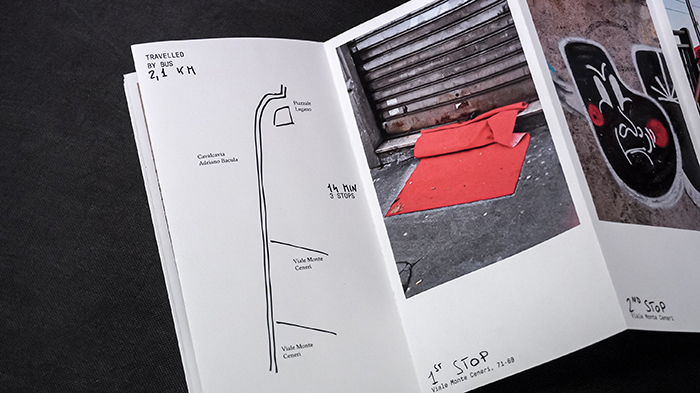 TRAVELLED
BY BUS
2,1 KM
Piazzale
Lugano
Cavalcavia
Adriano Bacula
14 MIN
3 STOPS
Viale Monte
Ceneri
Viale Monte
Ceneri
1ST STOP
Viale Monte Ceneri, 71-69
2ND STOP
Viale Monte Ceneri